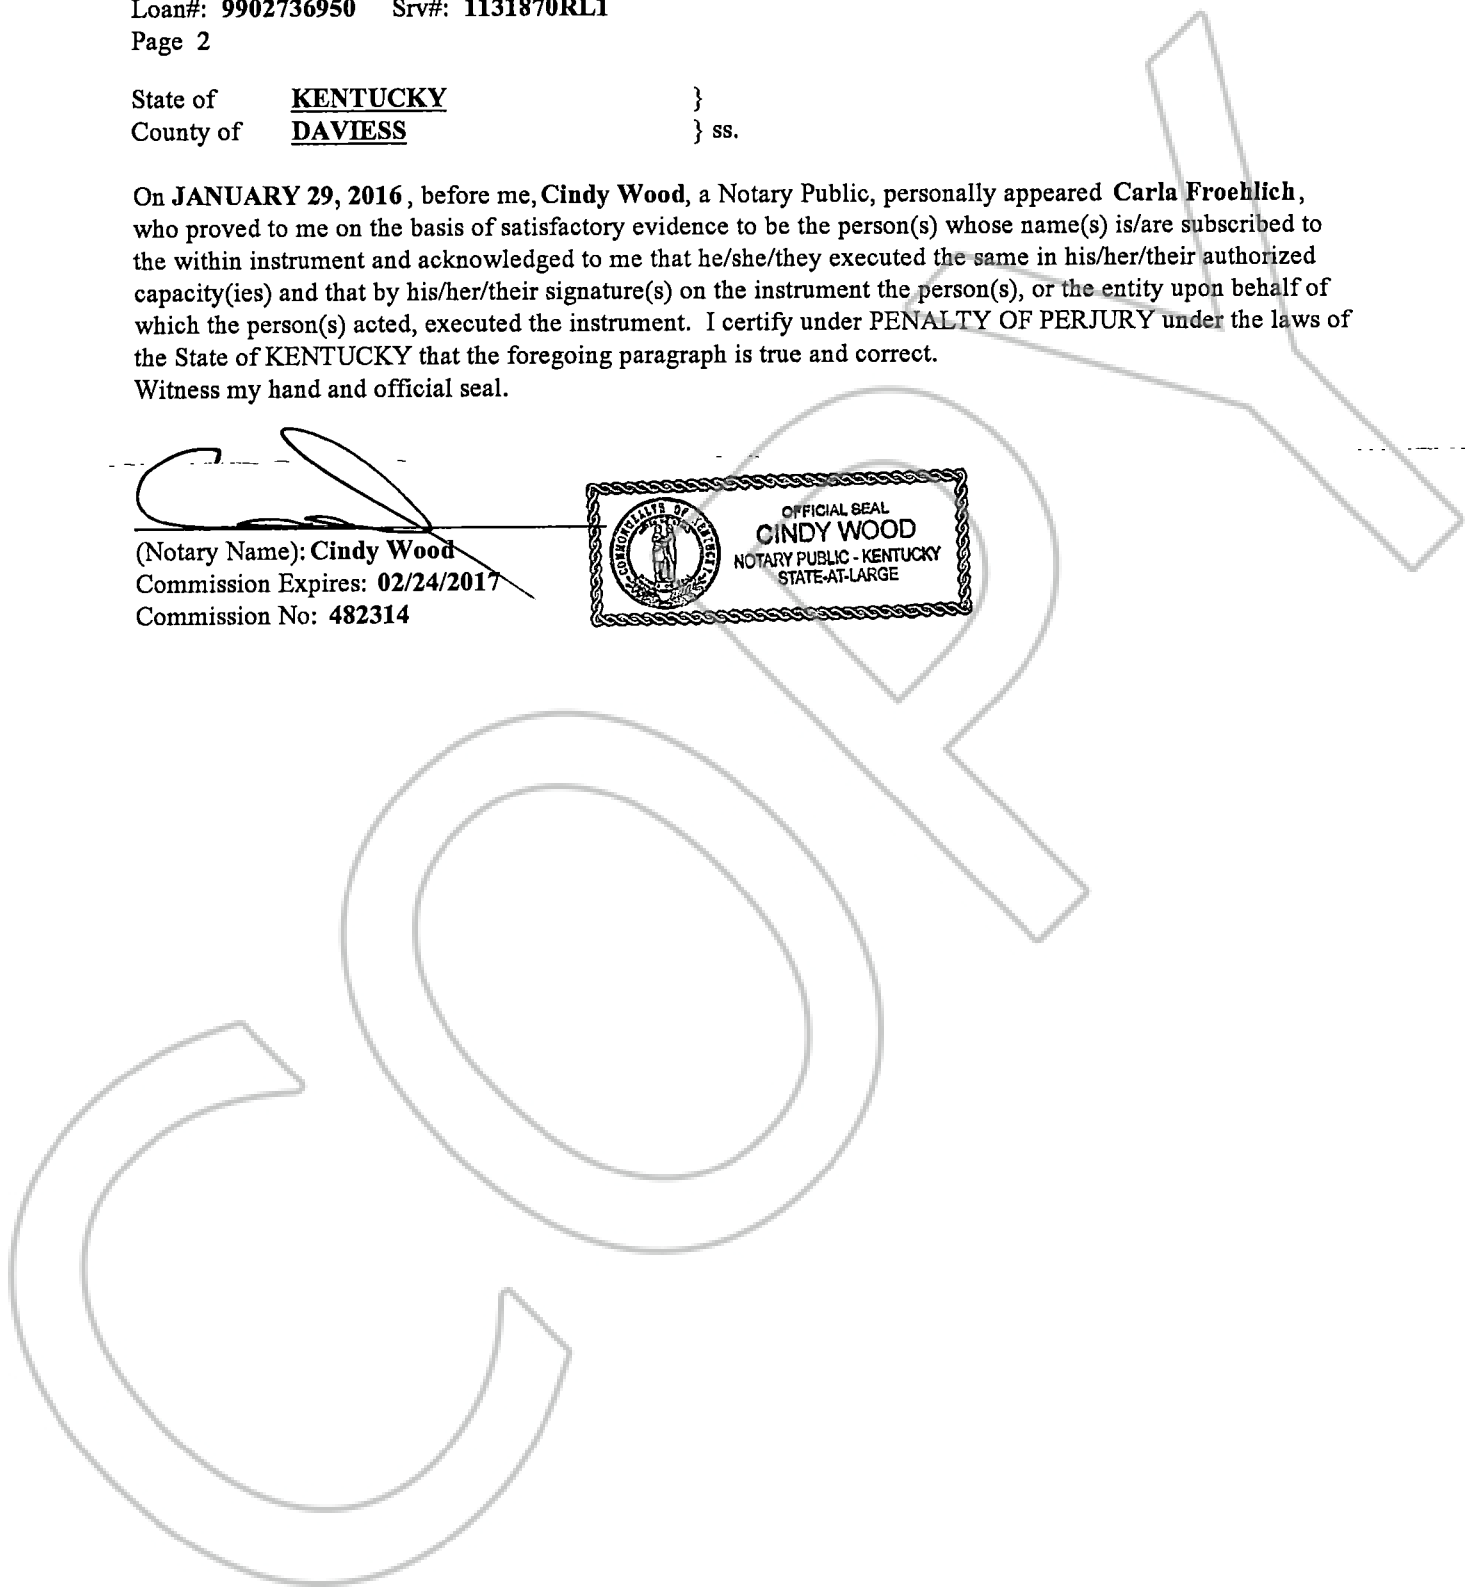 Loan#: 9902736950 Srv#: 1131870RL1
Page 2
State of KENTUCKY }
County of DAVIESS } ss.
On JANUARY 29, 2016, before me, Cindy Wood, a Notary Public, personally appeared Carla Froehlich,
who proved to me on the basis of satisfactory evidence to be the person(s) whose name(s) is/are subscribed to
the within instrument and acknowledged to me that he/she/they executed the same in his/her/their authorized
capacity(ies) and that by his/her/their signature(s) on the instrument the person(s), or the entity upon behalf of
which the person(s) acted, executed the instrument. I certify under PENALTY OF PERJURY under the laws of
the State of KENTUCKY that the foregoing paragraph is true and correct.
Witness my hand and official seal.
(Notary Name): Cindy Wood
Commission Expires: 02/24/2017
Commission No: 482314
COMMONWEALTH OF KENTUCKY
OFFICIAL SEAL
CINDY WOOD
NOTARY PUBLIC - KENTUCKY
STATE-AT-LARGE
COPY